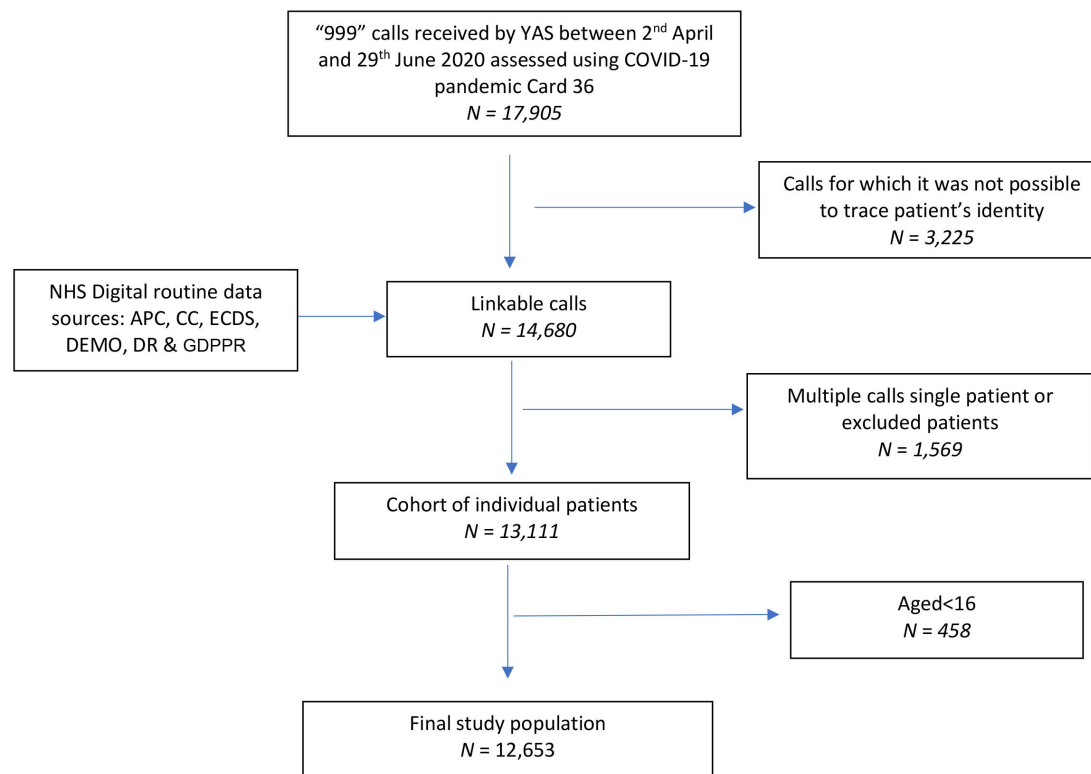 “999” calls received by YAS between 2nd April
and 29th June 2020 assessed using COVID-19
pandemic Card 36
N = 17,905
Calls for which it was not possible
to trace patient’s identity
N = 3,225
NHS Digital routine data
sources: APC, CC, ECDS,
DEMO, DR & GDPPR
Linkable calls
N = 14,680
Multiple calls single patient or
excluded patients
N = 1,569
Cohort of individual patients
N = 13,111
Aged<16
N = 458
Final study population
N = 12,653